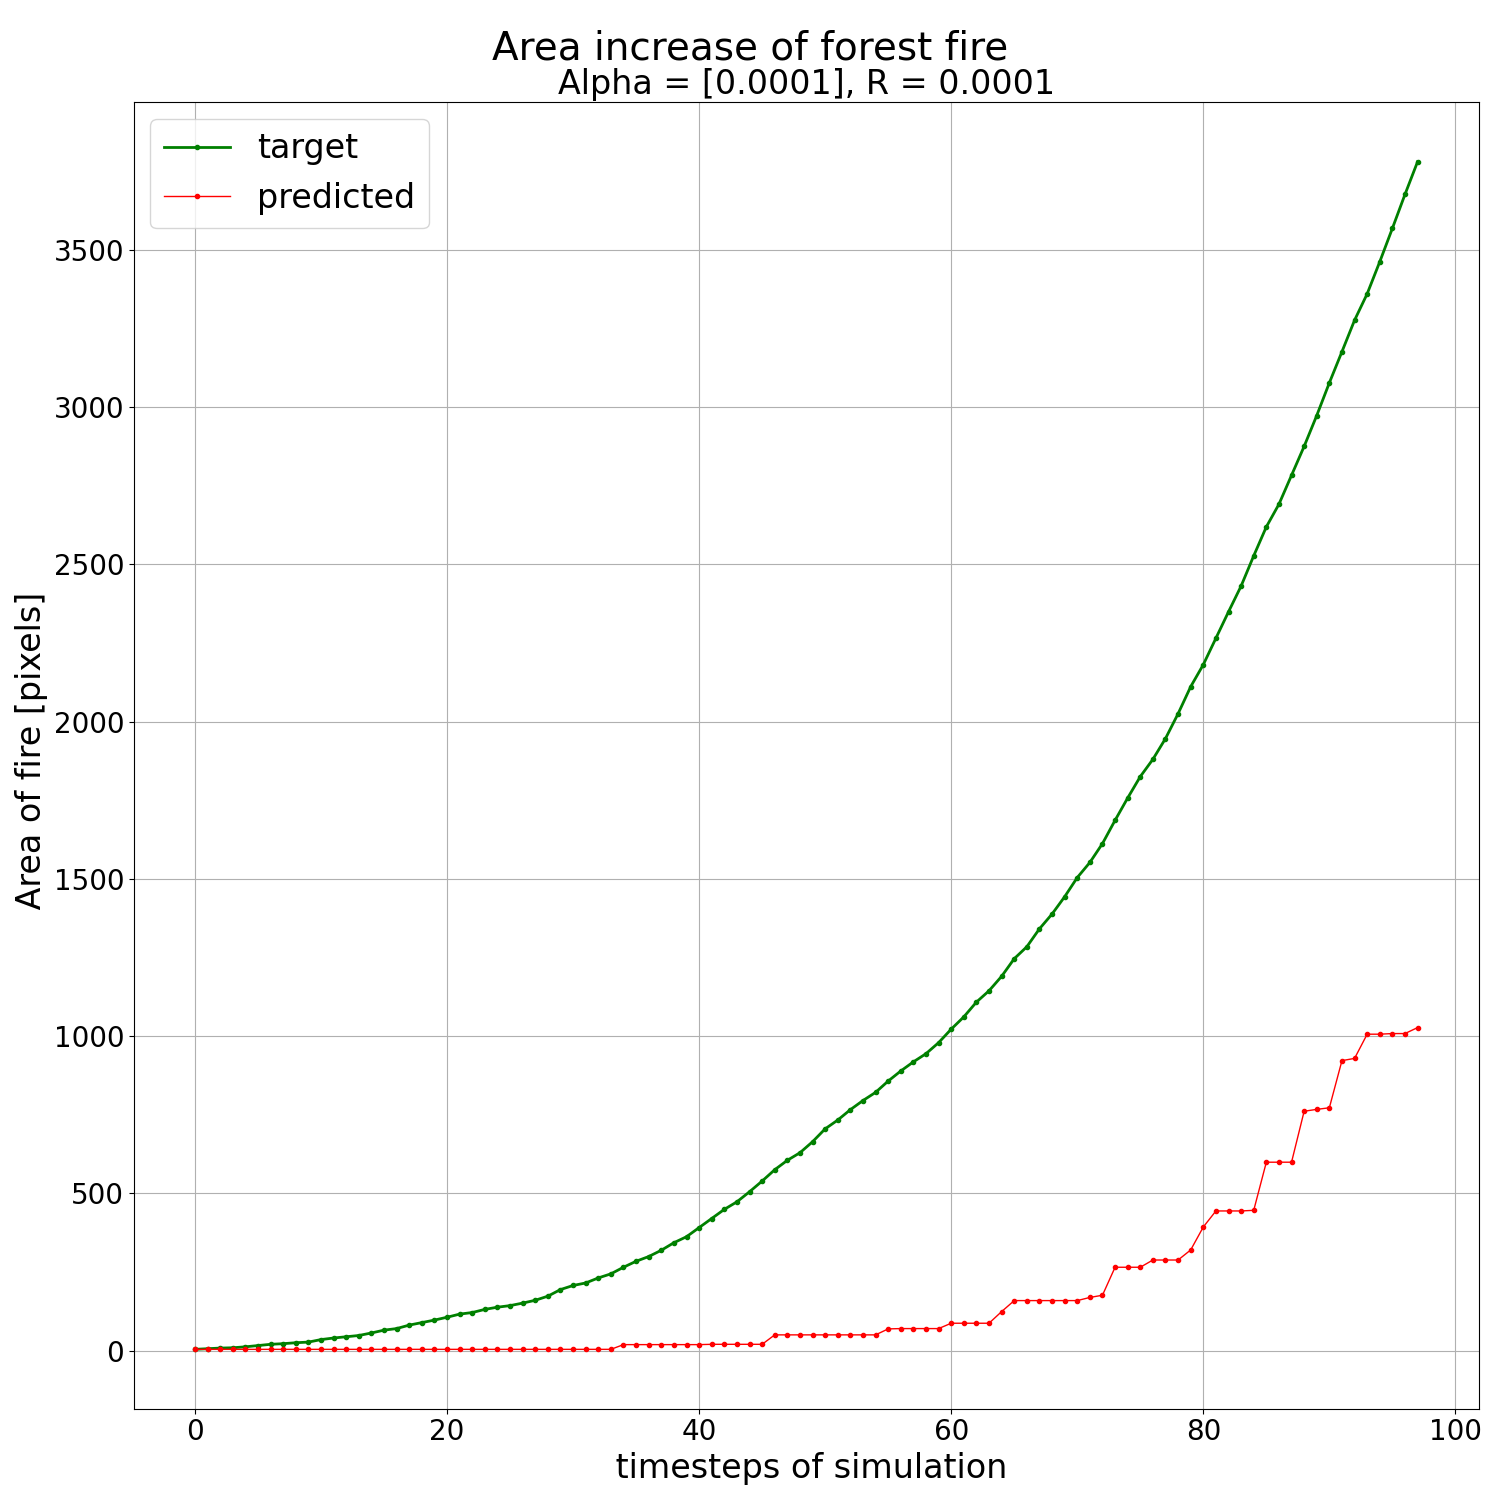 Area increase of forest fire
Alpha = [0.0001], R = 0.0001
target
predicted
Area of fire [pixels]
3500
3000
2500
2000
1500
1000
500
0
0 20 40 60 80 100
timesteps of simulation